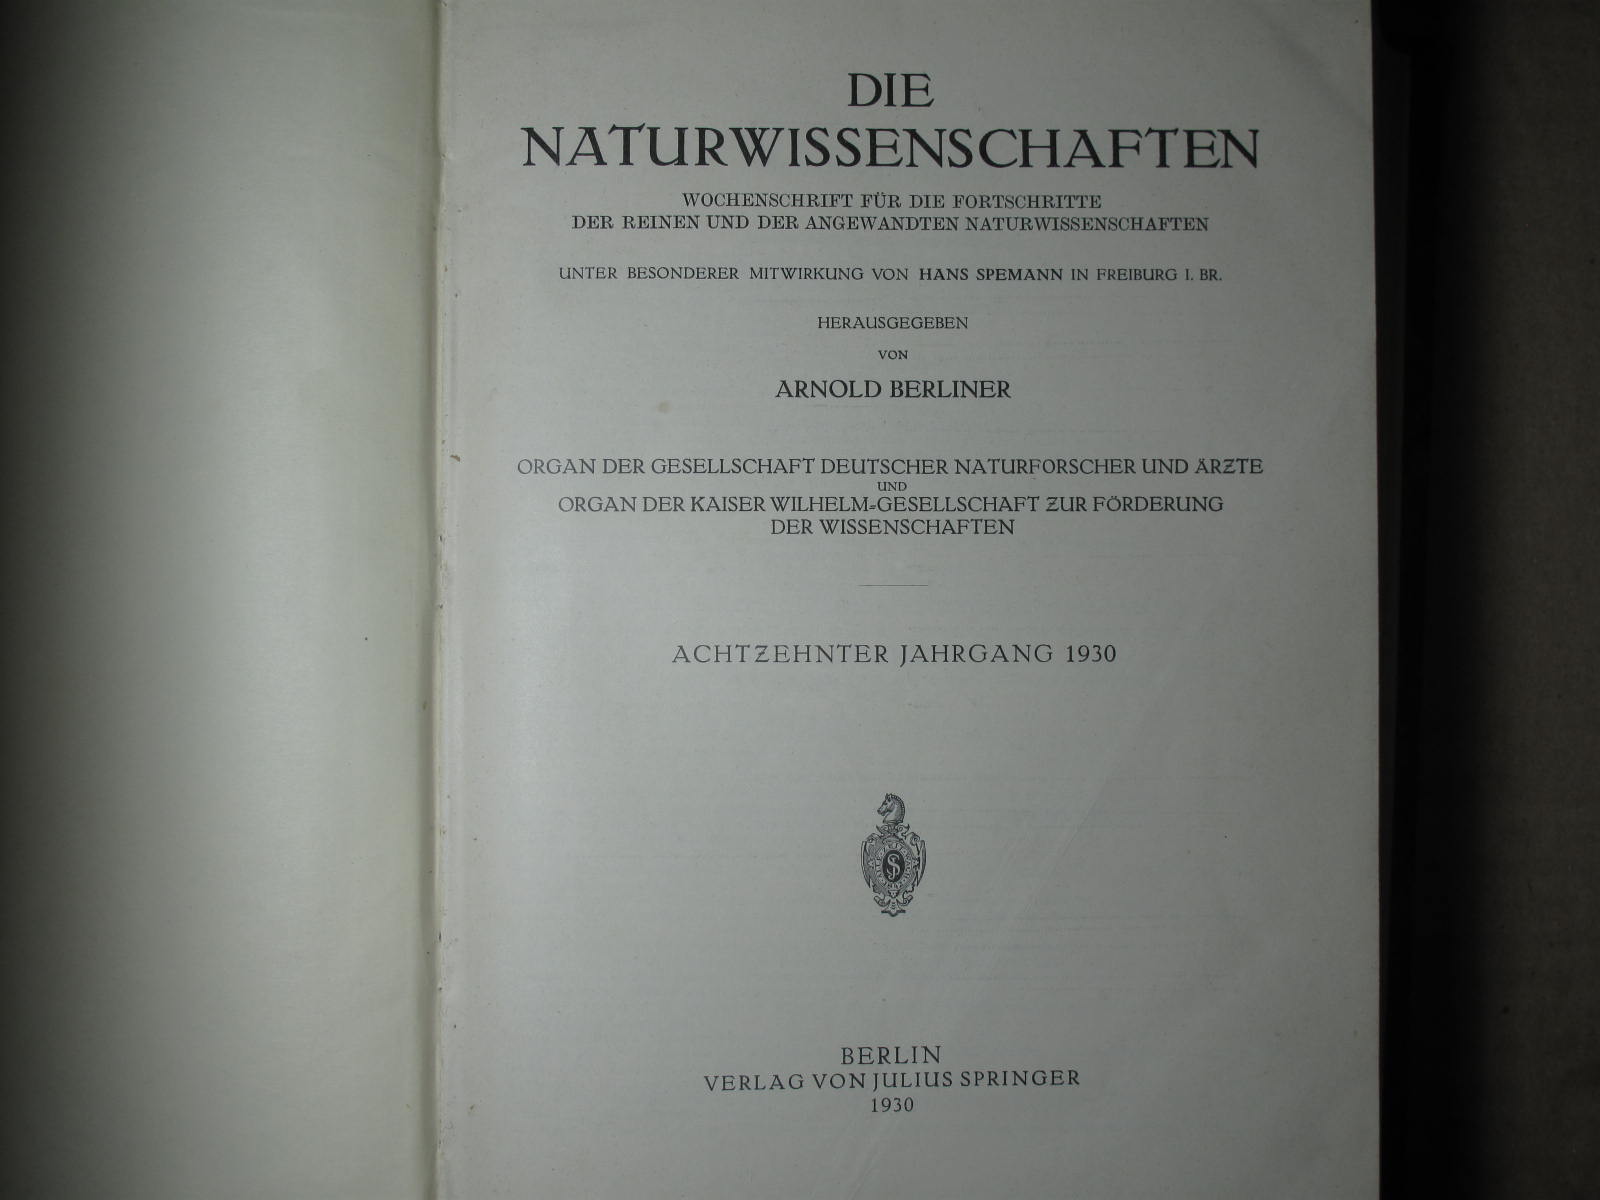 DIE
NATURWISSENSCHAFTEN
WOCHENSCHRIFT FÜR DIE FORTSCHRITTE
DER REINEN UND DER ANGEWANDTEN NATURWISSENSCHAFTEN
UNTER BESONDERER MITWIRKUNG VON HANS SPEMANN IN FREIBURG I. BR.
HERAUSGEGEBEN
VON
ARNOLD BERLINER
ORGAN DER GESELLSCHAFT DEUTSCHER NATURFORSCHER UND ÄRZTE
UND
ORGAN DER KAISER WILHELM-GESELLSCHAFT ZUR FÖRDERUNG
DER WISSENSCHAFTEN
ACHTZEHNTER JAHRGANG 1930
BERLIN
VERLAG VON JULIUS SPRINGER
1930